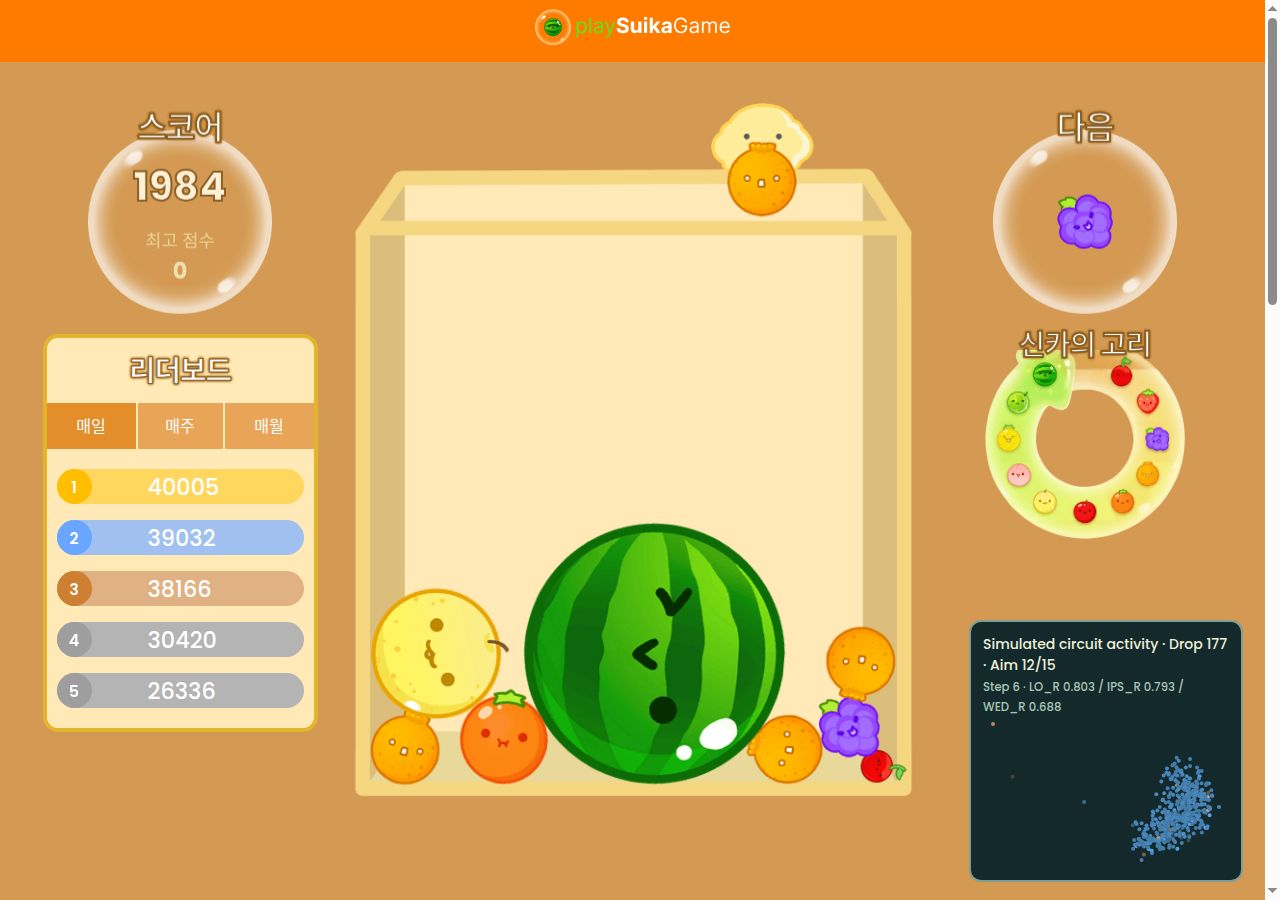 playSuikaGame
스코어
1984
최고 점수
0
다음
신카의 고리
리더보드
매일 매주 매월
1 40005
2 39032
3 38166
4 30420
5 26336
Simulated circuit activity · Drop 177
· Aim 12/15
Step 6 · LO_R 0.803 / IPS_R 0.793 /
WED_R 0.688